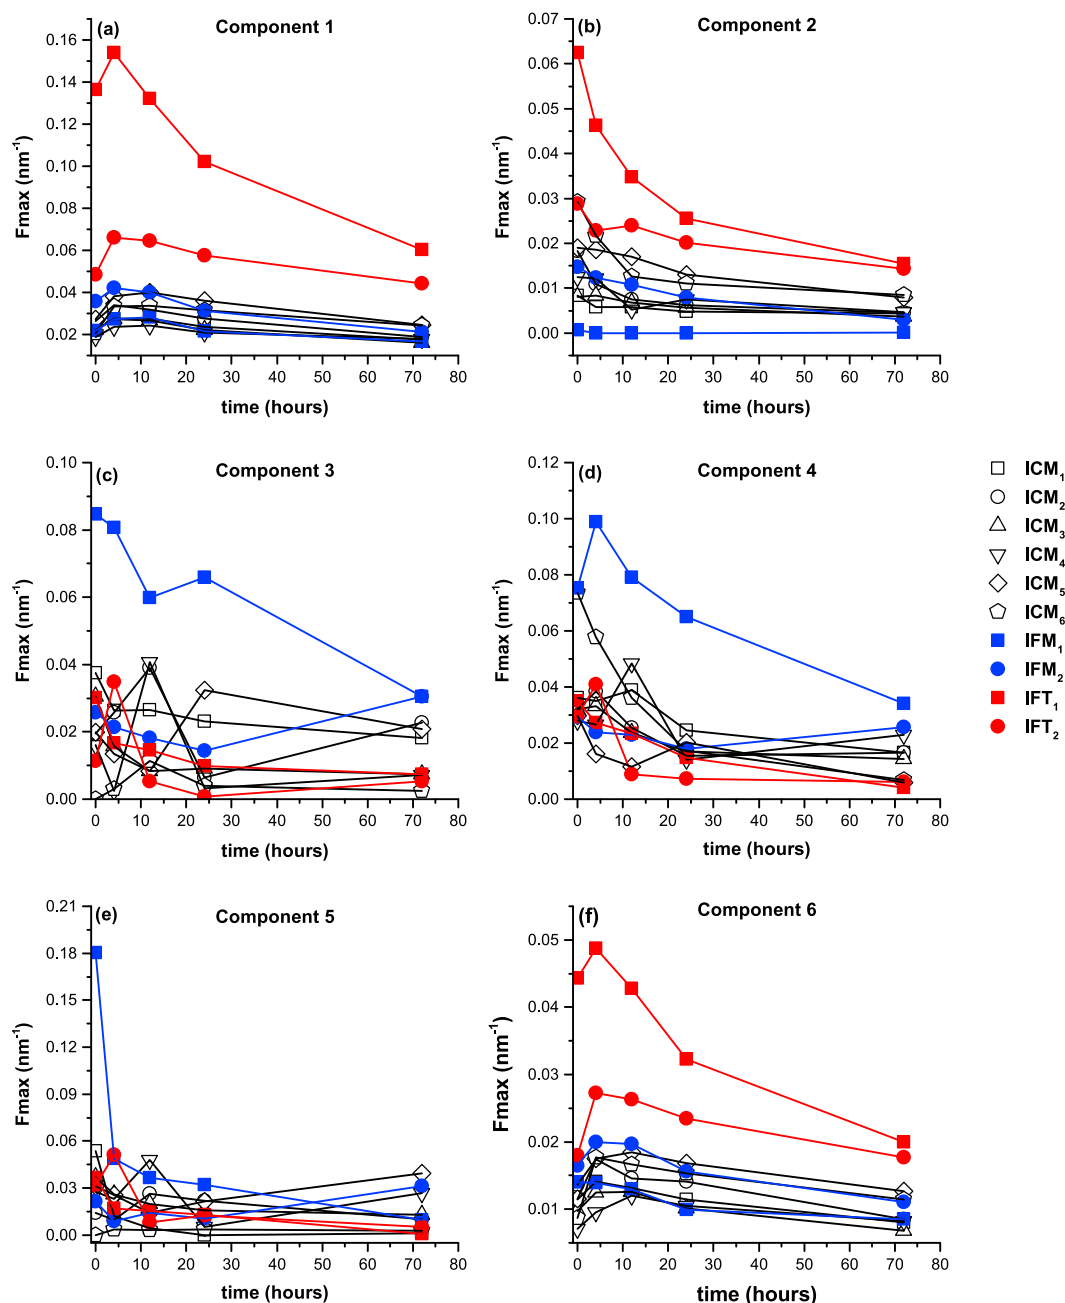 (a) Component 1
0.16
0.14
0.12
0.10
0.08
0.06
0.04
0.02
Fmax (nm⁻¹)
0 10 20 30 40 50 60 70 80
time (hours)
(b) Component 2
0.07
0.06
0.05
0.04
0.03
0.02
0.01
0.00
Fmax (nm⁻¹)
0 10 20 30 40 50 60 70 80
time (hours)
(c) Component 3
0.10
0.08
0.06
0.04
0.02
0.00
Fmax (nm⁻¹)
0 10 20 30 40 50 60 70 80
time (hours)
(d) Component 4
0.12
0.10
0.08
0.06
0.04
0.02
0.00
Fmax (nm⁻¹)
0 10 20 30 40 50 60 70 80
time (hours)
ICM₁
ICM₂
ICM₃
ICM₄
ICM₅
ICM₆
IFM₁
IFM₂
IFT₁
IFT₂
(e) Component 5
0.21
0.18
0.15
0.12
0.09
0.06
0.03
0.00
Fmax (nm⁻¹)
0 10 20 30 40 50 60 70 80
time (hours)
(f) Component 6
0.05
0.04
0.03
0.02
0.01
Fmax (nm⁻¹)
0 10 20 30 40 50 60 70 80
time (hours)